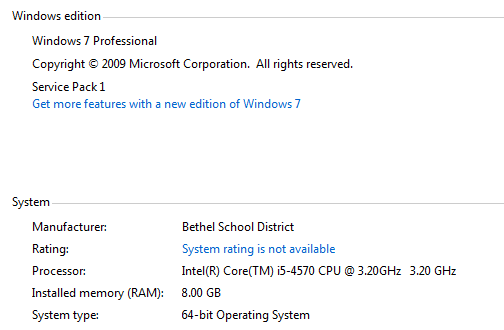 Windows edition
Windows 7 Professional
Copyright © 2009 Microsoft Corporation.  All rights reserved.
Service Pack 1
Get more features with a new edition of Windows 7
System
Manufacturer: Bethel School District
Rating: System rating is not available
Processor: Intel(R) Core(TM) i5-4570 CPU @ 3.20GHz  3.20 GHz
Installed memory (RAM): 8.00 GB
System type: 64-bit Operating System